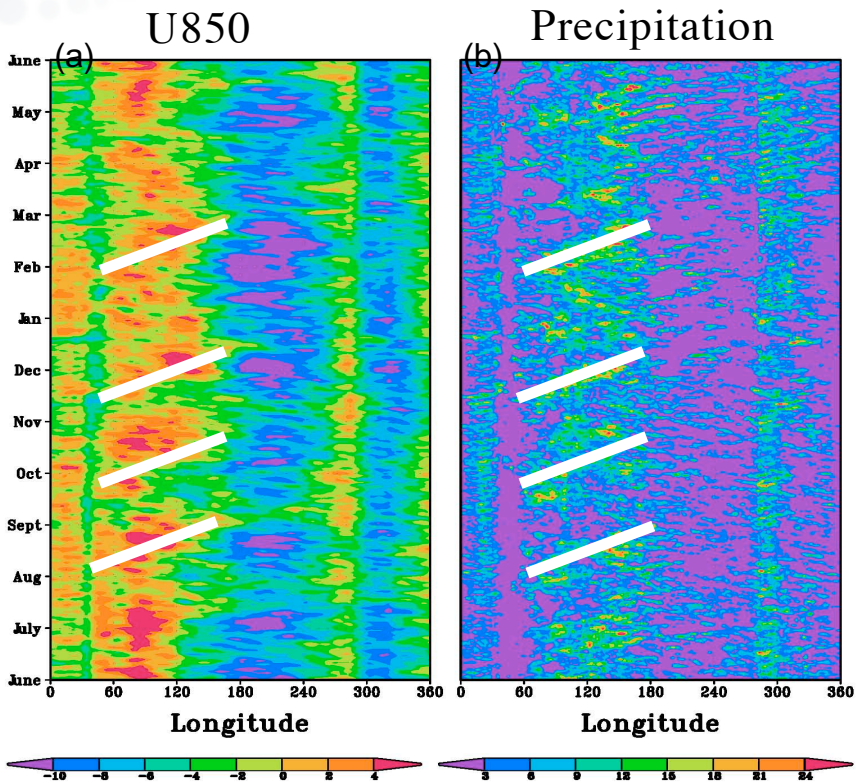 U850
Precipitation
(a)
(b)
June
May
Apr
Mar
Feb
Jan
Dec
Nov
Oct
Sept
Aug
July
June
0 60 120 180 240 300 360
0 60 120 180 240 300 360
Longitude
Longitude
-10 -8 -6 -4 -2 0 2 4
3 6 9 12 15 18 21 24